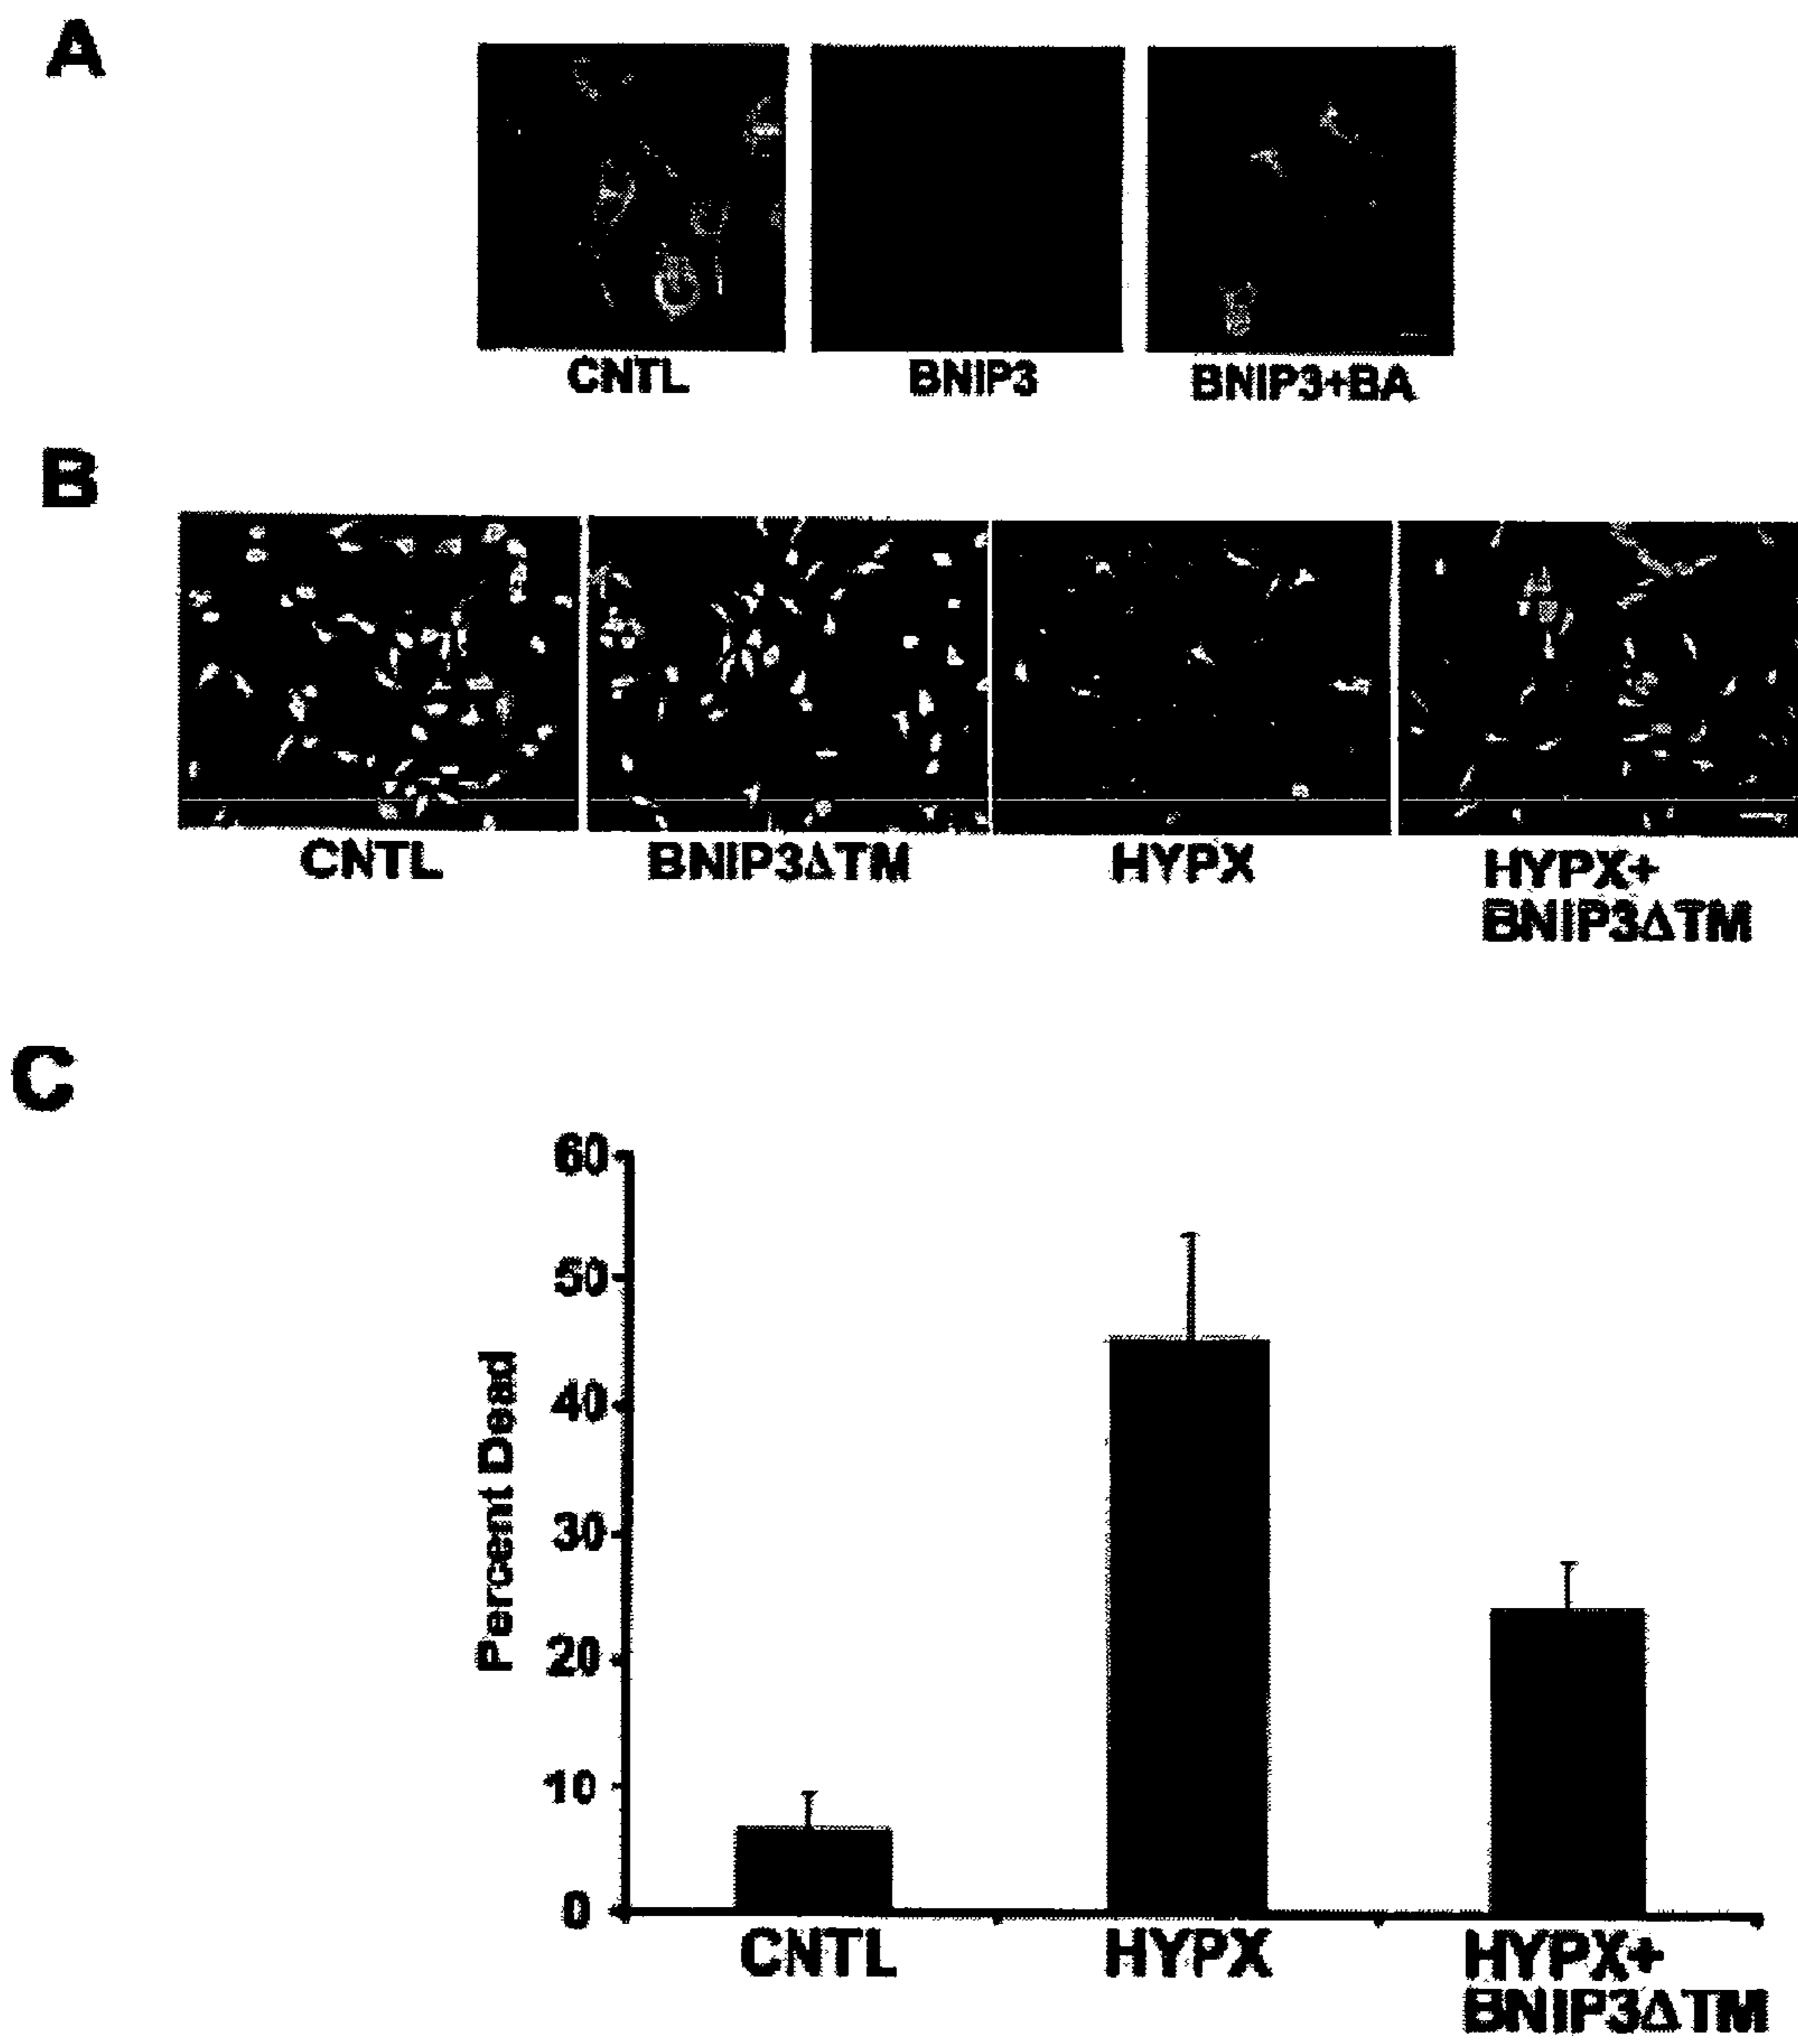 A
CNTL
BNIP3
BNIP3+BA
B
CNTL
BNIP3ΔTM
HYPX
HYPX+
BNIP3ΔTM
C
60
50
40
30
20
10
0
Percent Dead
CNTL
HYPX
HYPX+
BNIP3ΔTM